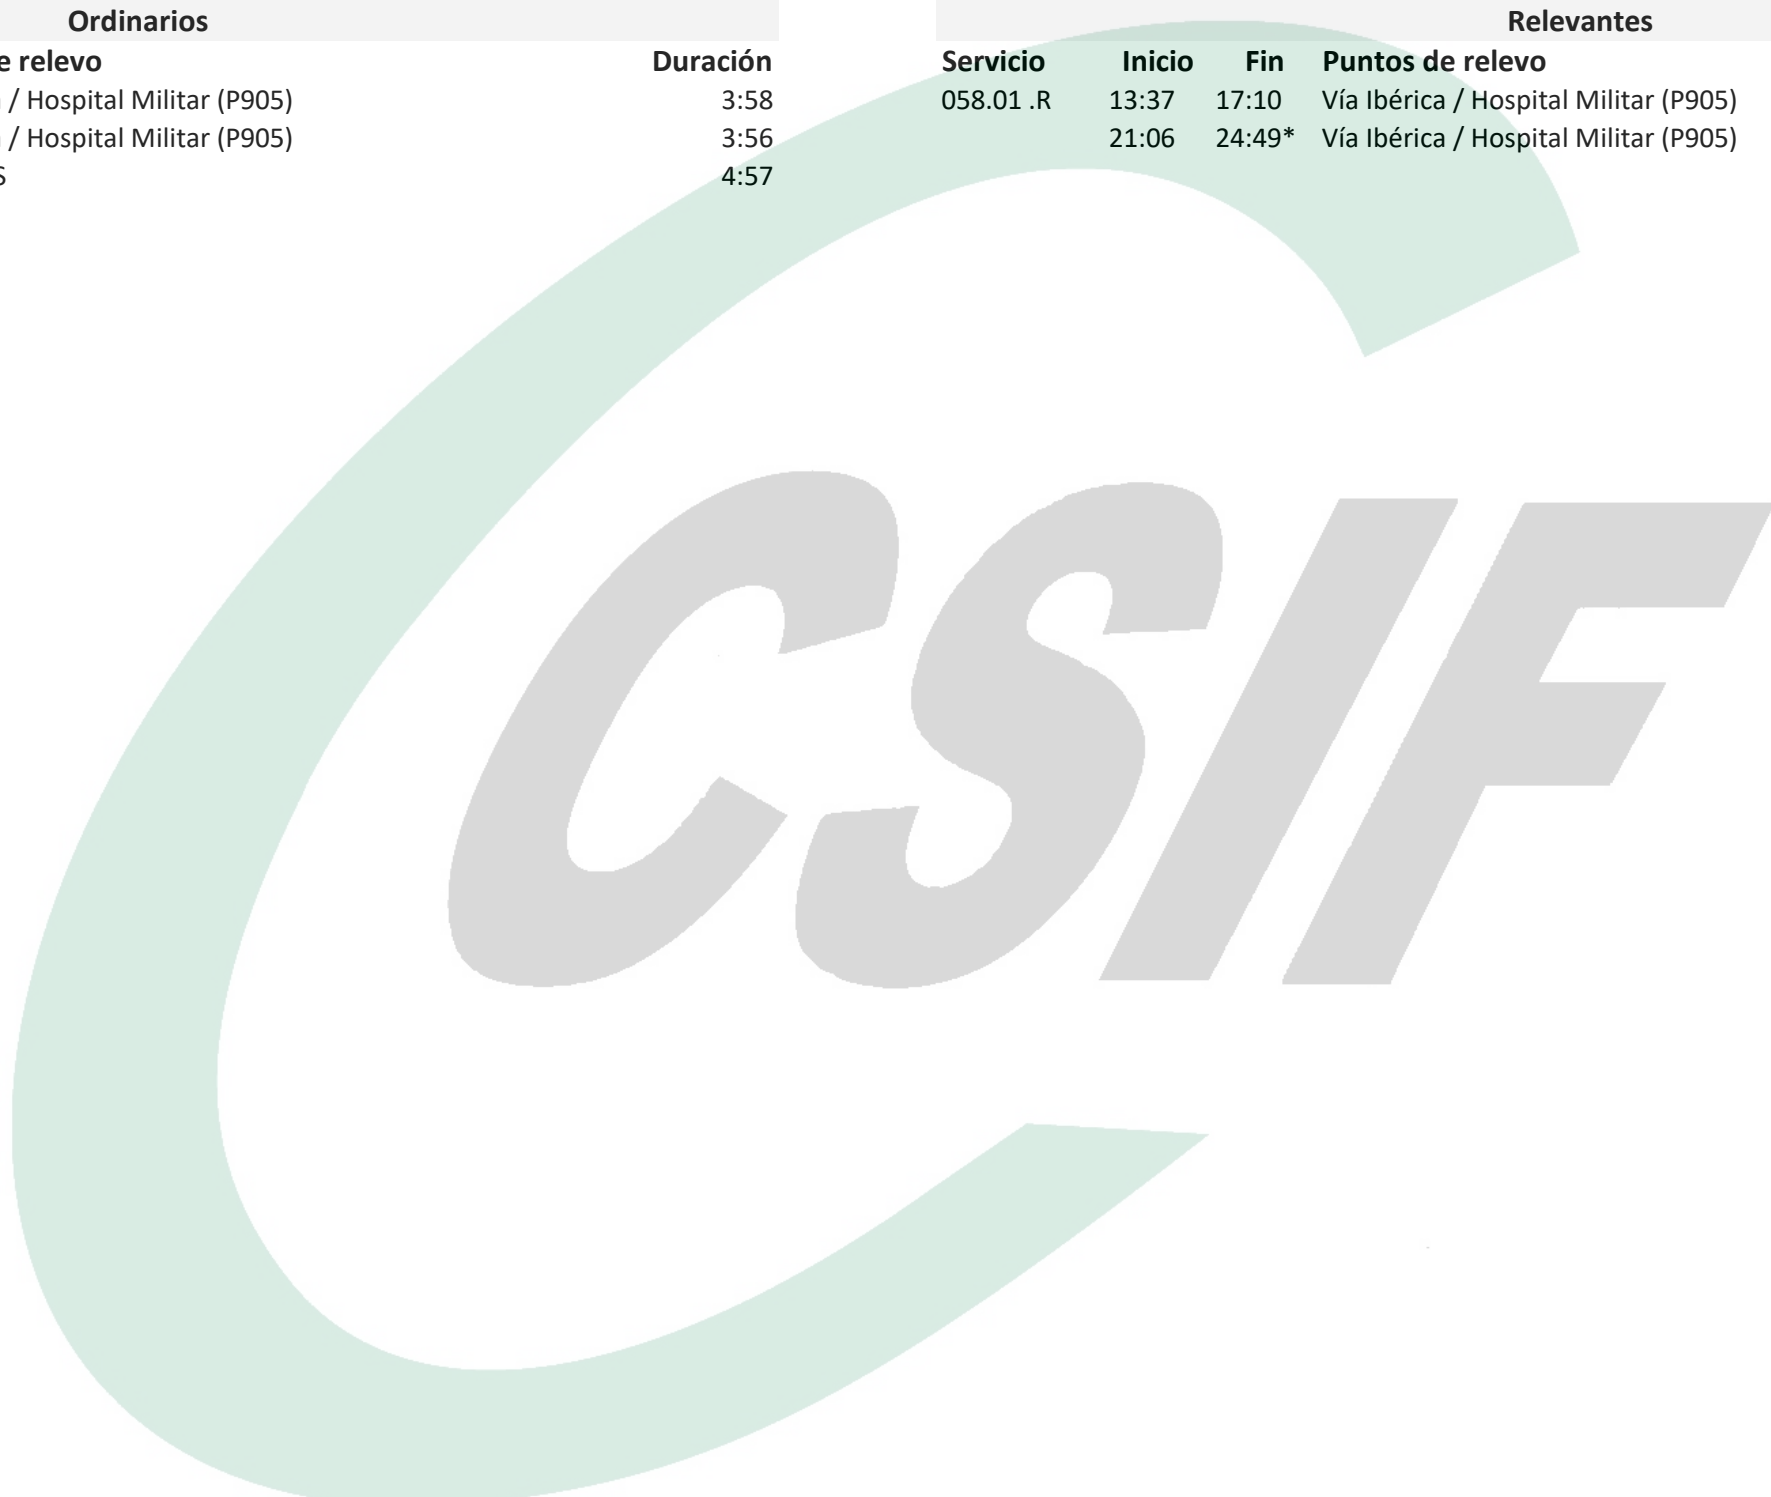 Ordinarios Relevantes
e relevo Duración Servicio Inicio Fin Puntos de relevo
/ Hospital Militar (P905) 3:58 058.01 .R 13:37 17:10 Vía Ibérica / Hospital Militar (P905)
/ Hospital Militar (P905) 3:56 21:06 24:49* Vía Ibérica / Hospital Militar (P905)
S 4:57
CSIF